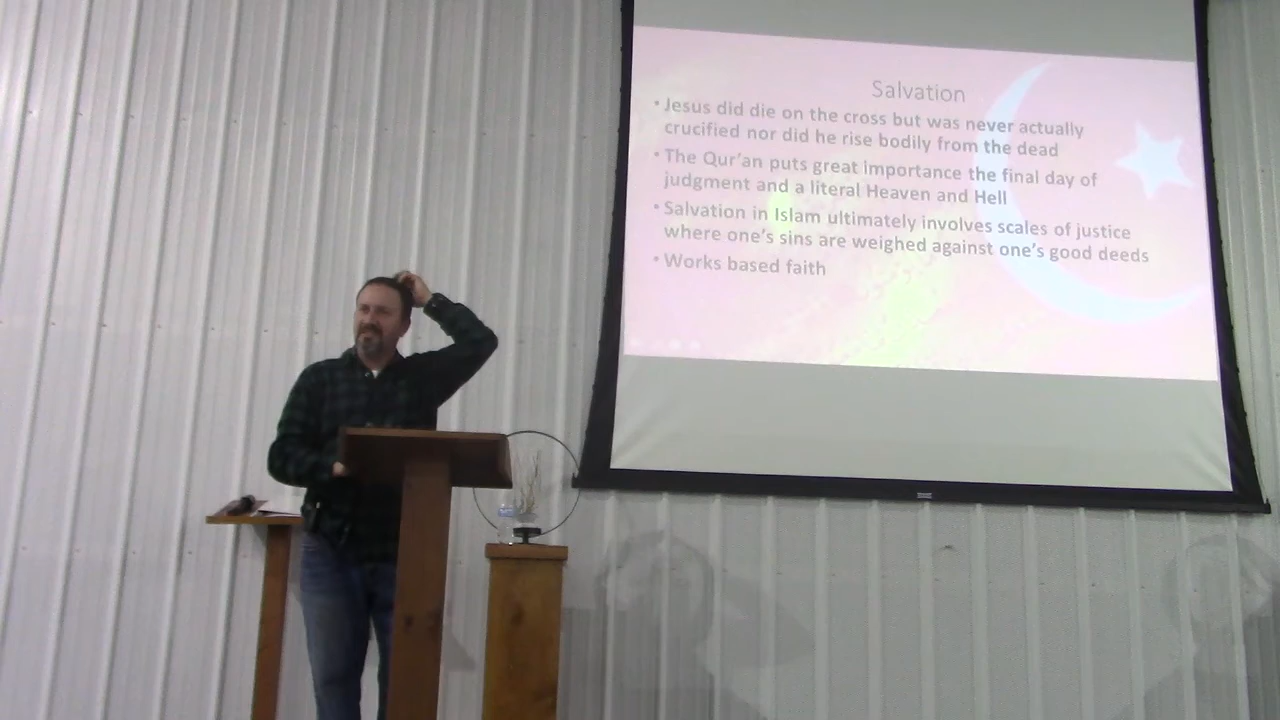 Salvation
• Jesus did die on the cross but was never actually
crucified nor did he rise bodily from the dead
• The Qur'an puts great importance the final day of
judgment and a literal Heaven and Hell
• Salvation in Islam ultimately involves scales of justice
where one's sins are weighed against one's good deeds
• Works based faith